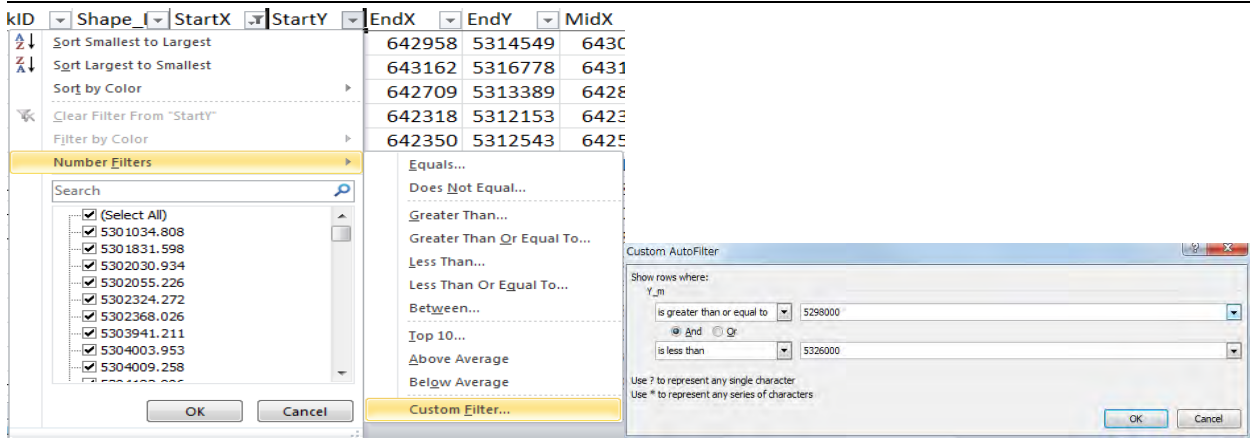 kID Shape_l StartX StartY EndX EndY MidX
Sort Smallest to Largest
Sort Largest to Smallest
Sort by Color
Clear Filter From "StartY"
Filter by Color
Number Filters
Search
(Select All)
5301034.808
5301831.598
5302030.934
5302055.226
5302324.272
5302368.026
5303941.211
5304003.953
5304009.258
OK Cancel
642958 5314549 6430
643162 5316778 6431
642709 5313389 6428
642318 5312153 6423
642350 5312543 6425
Equals...
Does Not Equal...
Greater Than...
Greater Than Or Equal To...
Less Than...
Less Than Or Equal To...
Between...
Top 10...
Above Average
Below Average
Custom Filter...
Custom AutoFilter
Show rows where:
Y_m
is greater than or equal to 5298000
And Or
is less than 5326000
Use ? to represent any single character
Use * to represent any series of characters
OK Cancel